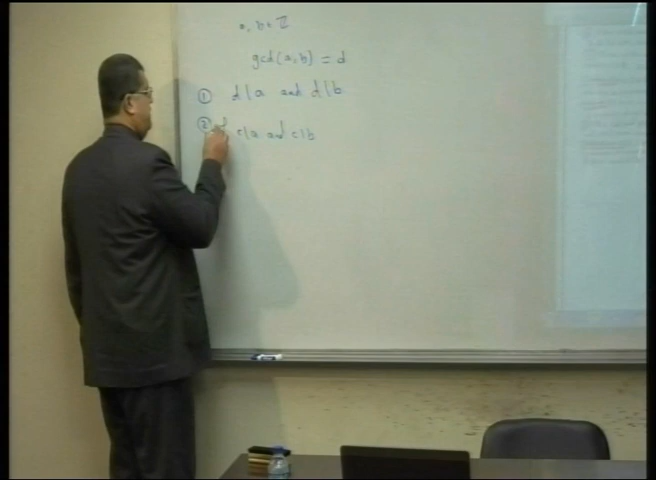 a, b ∈ ℤ
gcd(a,b) = d
① d|a and d|b
② if c|a and c|b